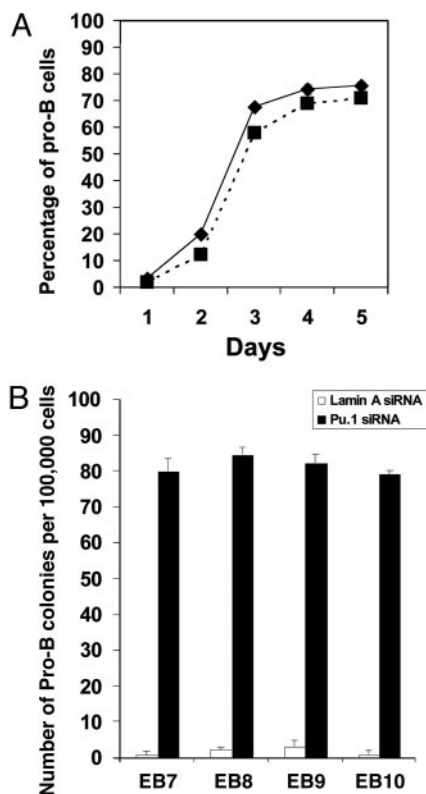 A
Percentage of pro-B cells
100
90
80
70
60
50
40
30
20
10
0
1 2 3 4 5
Days
B
Number of Pro-B colonies per 100,000 cells
100
90
80
70
60
50
40
30
20
10
0
Lamin A siRNA
Pu.1 siRNA
EB7 EB8 EB9 EB10